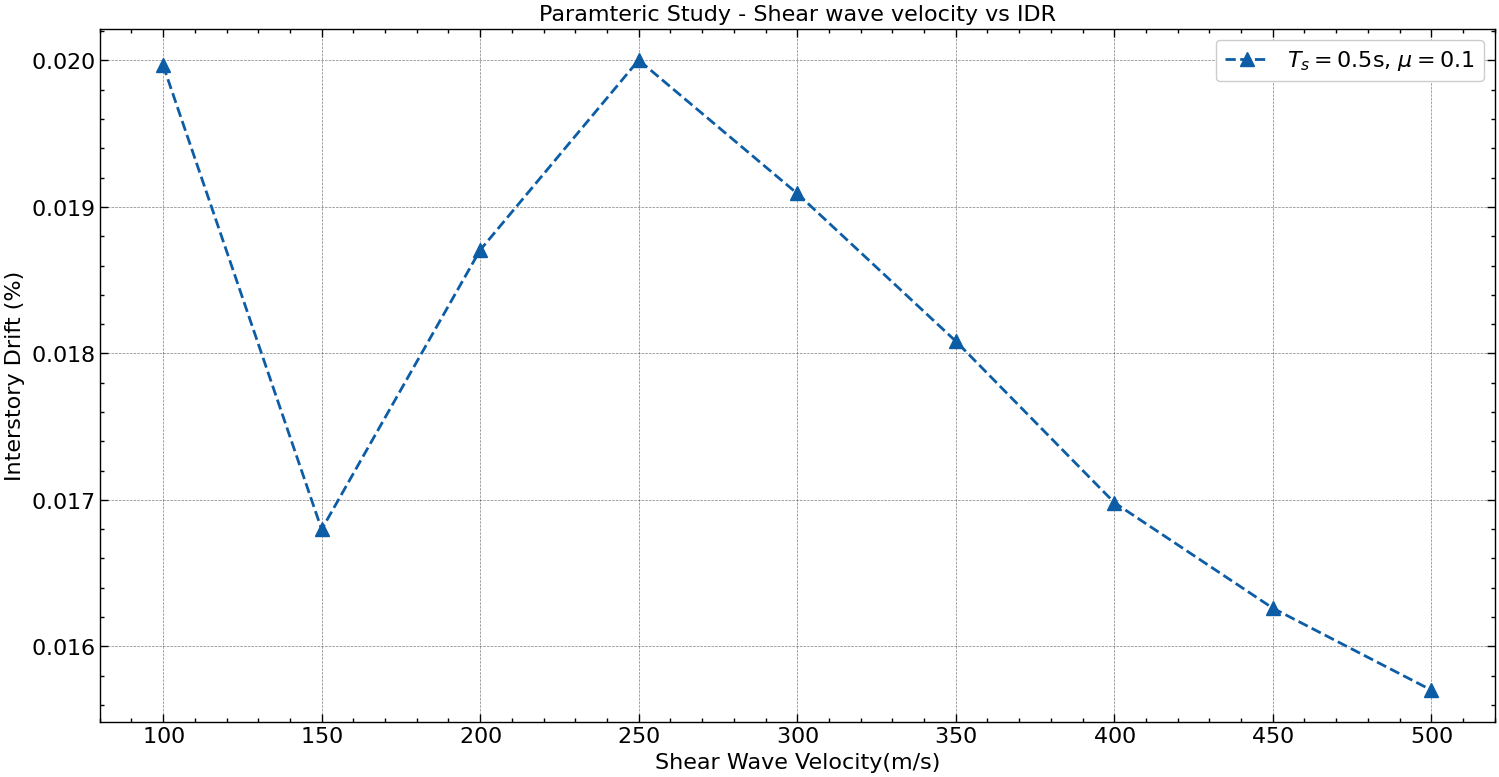 Paramteric Study - Shear wave velocity vs IDR
T_s = 0.5s, μ = 0.1
Interstory Drift (%)
0.020
0.019
0.018
0.017
0.016
100 150 200 250 300 350 400 450 500
Shear Wave Velocity(m/s)